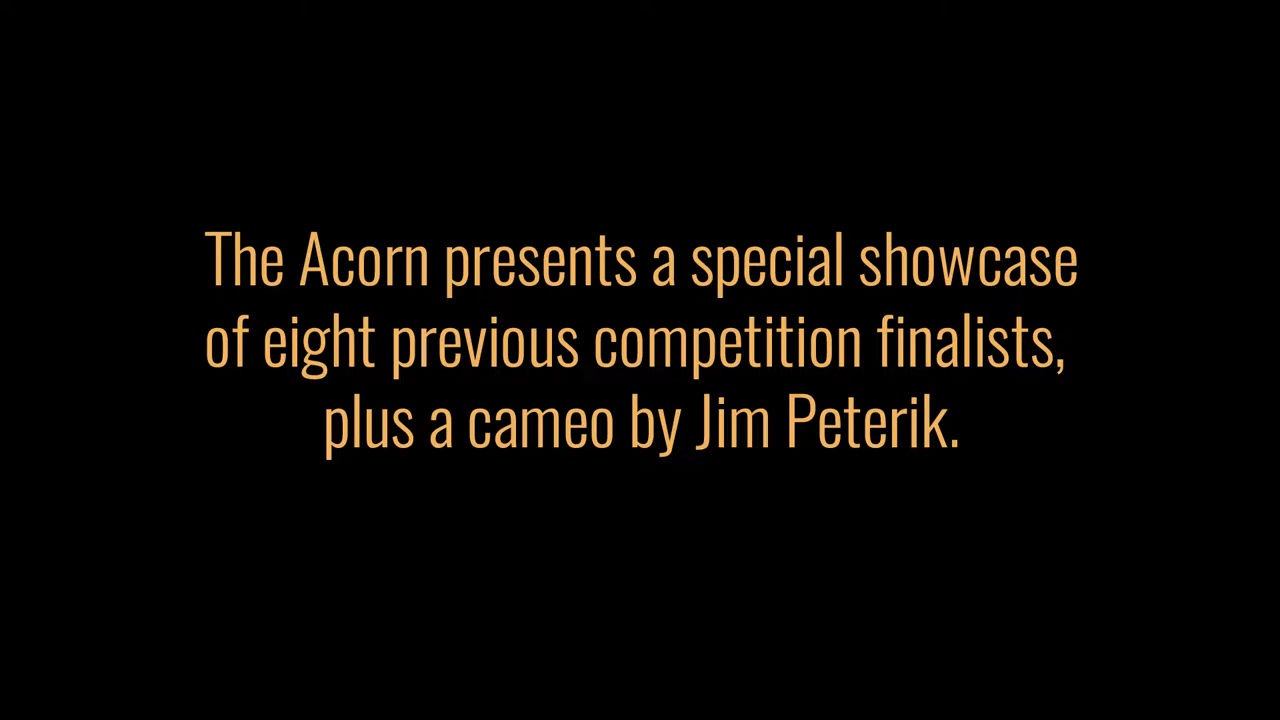 The Acorn presents a special showcase
of eight previous competition finalists,
plus a cameo by Jim Peterik.